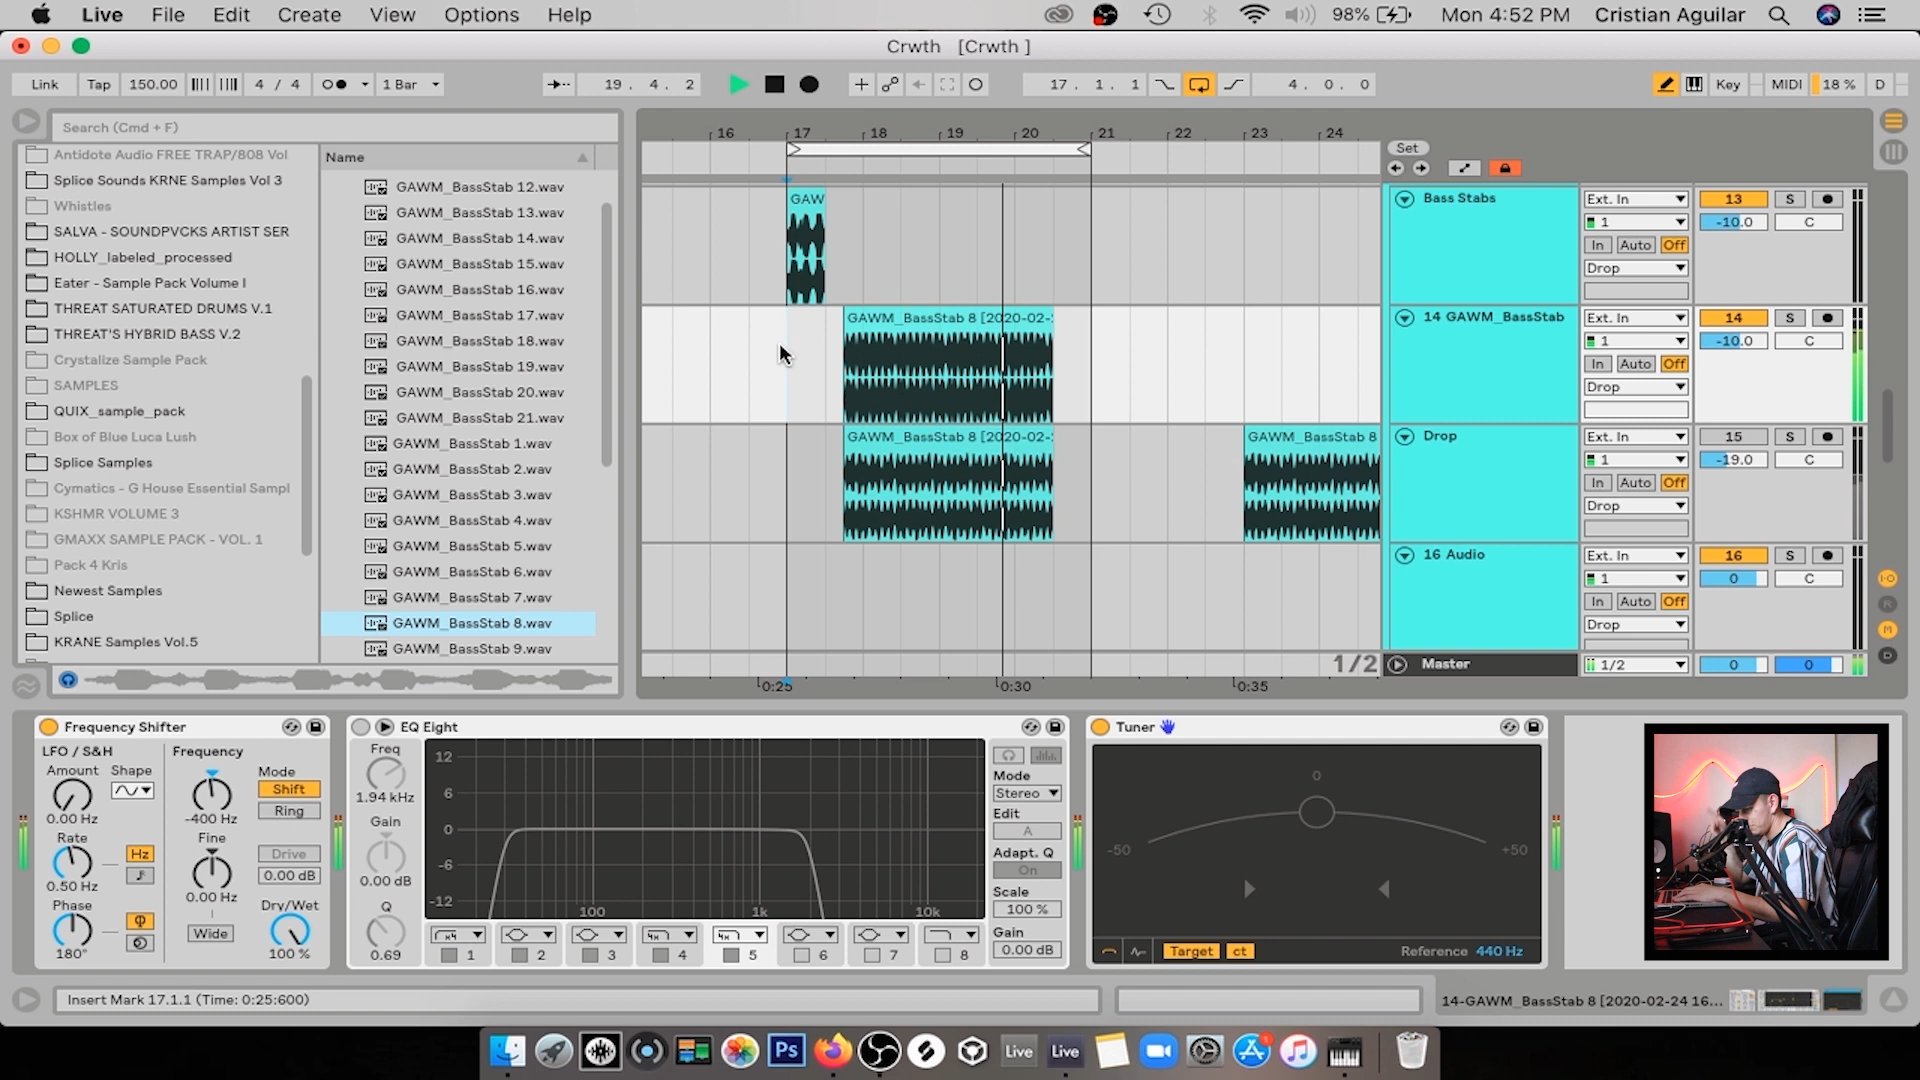 Live File Edit Create View Options Help 98% Mon 4:52 PM Cristian Aguilar
Crwth [Crwth ]
Link Tap 150.00 4 / 4 1 Bar 19. 4. 2 17. 1. 1 4. 0. 0 Key MIDI 18 % D
Search (Cmd + F)
Antidote Audio FREE TRAP/808 Vol
Splice Sounds KRNE Samples Vol 3
Whistles
SALVA - SOUNDPVCKS ARTIST SER
HOLLY_labeled_processed
Eater - Sample Pack Volume I
THREAT SATURATED DRUMS V.1
THREAT'S HYBRID BASS V.2
Crystalize Sample Pack
SAMPLES
QUIX_sample_pack
Box of Blue Luca Lush
Splice Samples
Cymatics - G House Essential Sampl
KSHMR VOLUME 3
GMAXX SAMPLE PACK - VOL. 1
Pack 4 Kris
Newest Samples
Splice
KRANE Samples Vol.5
Name
GAWM_BassStab 12.wav
GAWM_BassStab 13.wav
GAWM_BassStab 14.wav
GAWM_BassStab 15.wav
GAWM_BassStab 16.wav
GAWM_BassStab 17.wav
GAWM_BassStab 18.wav
GAWM_BassStab 19.wav
GAWM_BassStab 20.wav
GAWM_BassStab 21.wav
GAWM_BassStab 1.wav
GAWM_BassStab 2.wav
GAWM_BassStab 3.wav
GAWM_BassStab 4.wav
GAWM_BassStab 5.wav
GAWM_BassStab 6.wav
GAWM_BassStab 7.wav
GAWM_BassStab 8.wav
GAWM_BassStab 9.wav
16 17 18 19 20 21 22 23 24
Set
GAW
GAWM_BassStab 8 [2020-02-
GAWM_BassStab 8 [2020-02-
GAWM_BassStab 8
1/2
0:25 0:30 0:35
Bass Stabs Ext. In 13 S
1 -10.0 C
In Auto Off
Drop
14 GAWM_BassStab Ext. In 14 S
1 -10.0 C
In Auto Off
Drop
Drop Ext. In 15 S
1 -19.0 C
In Auto Off
Drop
16 Audio Ext. In 16 S
1 0 C
In Auto Off
Drop
Master 1/2 0 0
I-O
R
M
D
Frequency Shifter
LFO / S&H
Amount Shape
0.00 Hz
Rate
Hz
0.50 Hz
Phase
180°
Frequency
-400 Hz
Fine
0.00 Hz
Wide
Mode
Shift
Ring
Drive
0.00 dB
Dry/Wet
100 %
EQ Eight
Freq
1.94 kHz
Gain
0.00 dB
Q
0.69
12
6
0
-6
-12
100 1k 10k
x4 4x 4x
1 2 3 4 5 6 7 8
Mode
Stereo
Edit
A
Adapt. Q
On
Scale
100 %
Gain
0.00 dB
Tuner
0
-50 +50
Target ct Reference 440 Hz
Insert Mark 17.1.1 (Time: 0:25:600)
14-GAWM_BassStab 8 [2020-02-24 16...
Ps Live Live